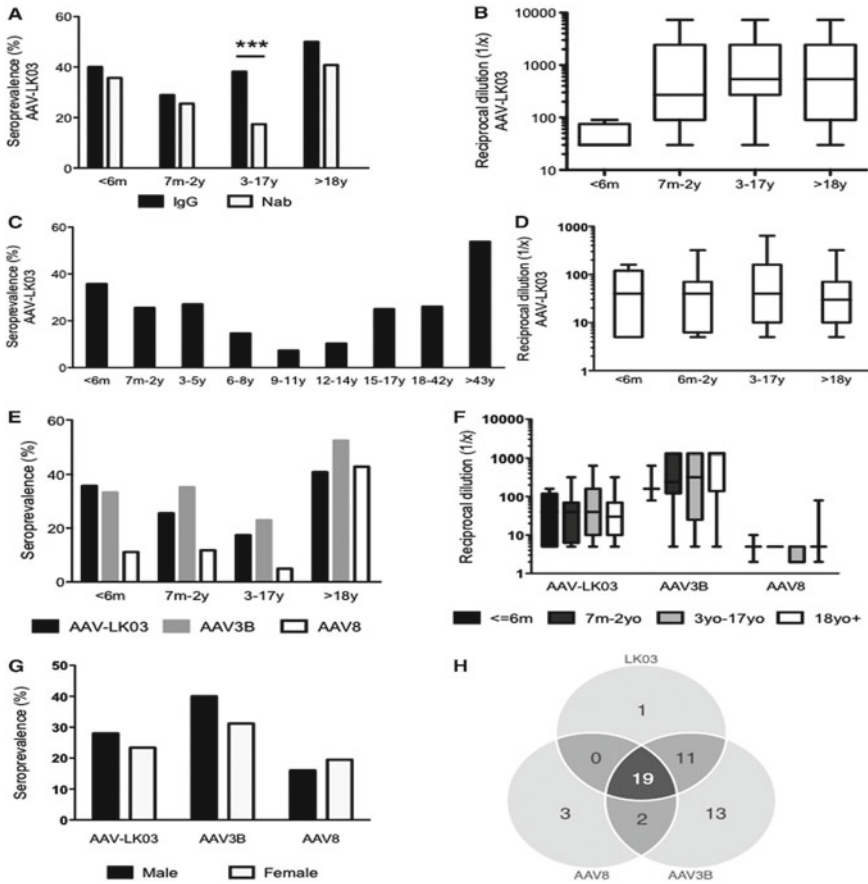 A
Seroprevalence (%)
AAV-LK03
60
40
20
0
***
<6m
7m-2y
3-17y
>18y
IgG
Nab
B
Reciprocal dilution (1/x)
AAV-LK03
10000
1000
100
10
<6m
7m-2y
3-17y
>18y
C
Seroprevalence (%)
AAV-LK03
60
40
20
0
<6m
7m-2y
3-5y
6-8y
9-11y
12-14y
15-17y
18-42y
>43y
D
Reciprocal dilution (1/x)
AAV-LK03
1000
100
10
1
<6m
6m-2y
3-17y
>18y
E
Seroprevalence (%)
60
40
20
0
<6m
7m-2y
3-17y
>18y
AAV-LK03
AAV3B
AAV8
F
Reciprocal dilution (1/x)
10000
1000
100
10
1
AAV-LK03
AAV3B
AAV8
<=6m
7m-2yo
3yo-17yo
18yo+
G
Seroprevalence (%)
50
40
30
20
10
0
AAV-LK03
AAV3B
AAV8
Male
Female
H
LK03
1
0
11
19
3
2
13
AAV8
AAV3B